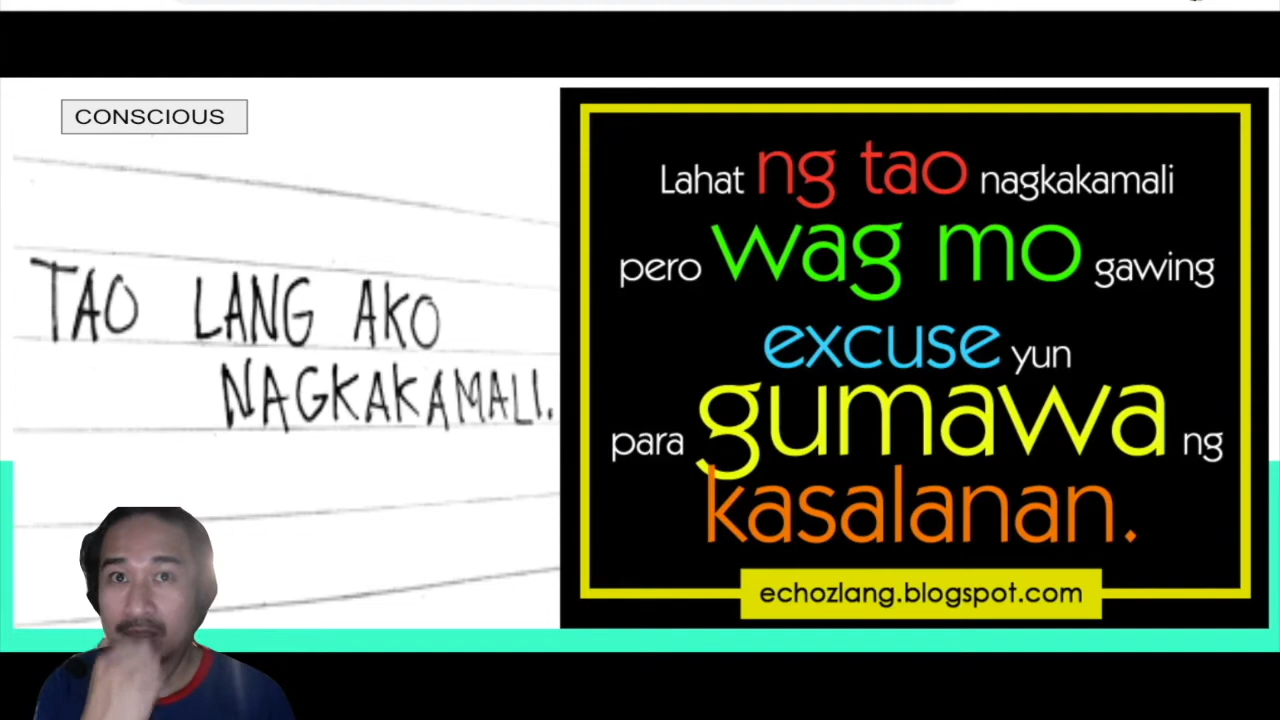 CONSCIOUS
TAO LANG AKO
NAGKAKAMALI.
Lahat ng tao nagkakamali
pero wag mo gawing
excuse yun
para gumawa ng
kasalanan.
echozlang.blogspot.com